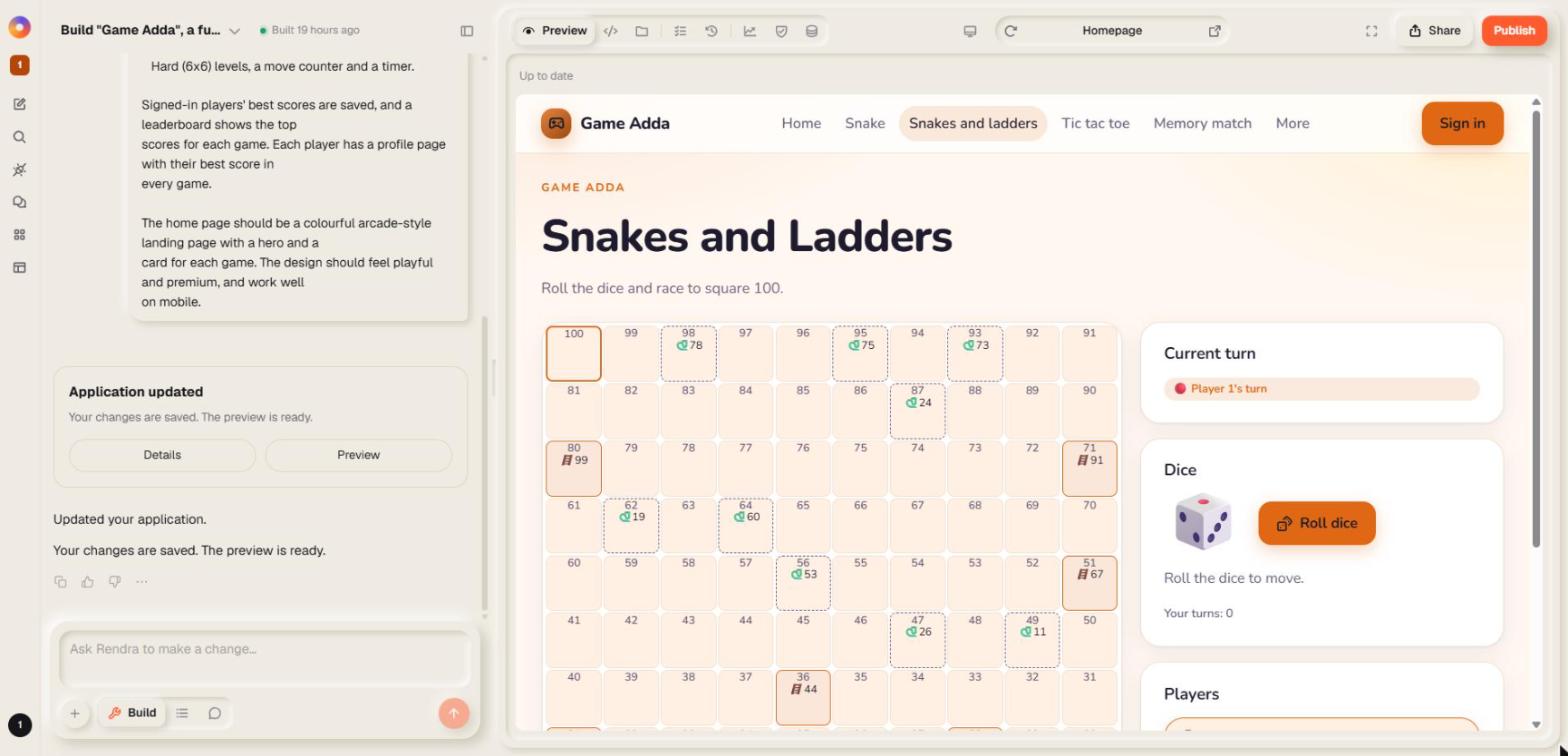 Build "Game Adda", a fu...
Built 19 hours ago
1
Hard (6x6) levels, a move counter and a timer.
Signed-in players' best scores are saved, and a
leaderboard shows the top
scores for each game. Each player has a profile page
with their best score in
every game.
The home page should be a colourful arcade-style
landing page with a hero and a
card for each game. The design should feel playful
and premium, and work well
on mobile.
Application updated
Your changes are saved. The preview is ready.
Details
Preview
Updated your application.
Your changes are saved. The preview is ready.
Ask Rendra to make a change...
Build
1
Preview
Homepage
Share
Publish
Up to date
Game Adda
Home
Snake
Snakes and ladders
Tic tac toe
Memory match
More
Sign in
GAME ADDA
Snakes and Ladders
Roll the dice and race to square 100.
100 99 98 97 96 95 94 93 92 91
78 75 73
81 82 83 84 85 86 87 88 89 90
24
80 79 78 77 76 75 74 73 72 71
99 91
61 62 63 64 65 66 67 68 69 70
19 60
60 59 58 57 56 55 54 53 52 51
53 67
41 42 43 44 45 46 47 48 49 50
26 11
40 39 38 37 36 35 34 33 32 31
44
Current turn
Player 1's turn
Dice
Roll dice
Roll the dice to move.
Your turns: 0
Players